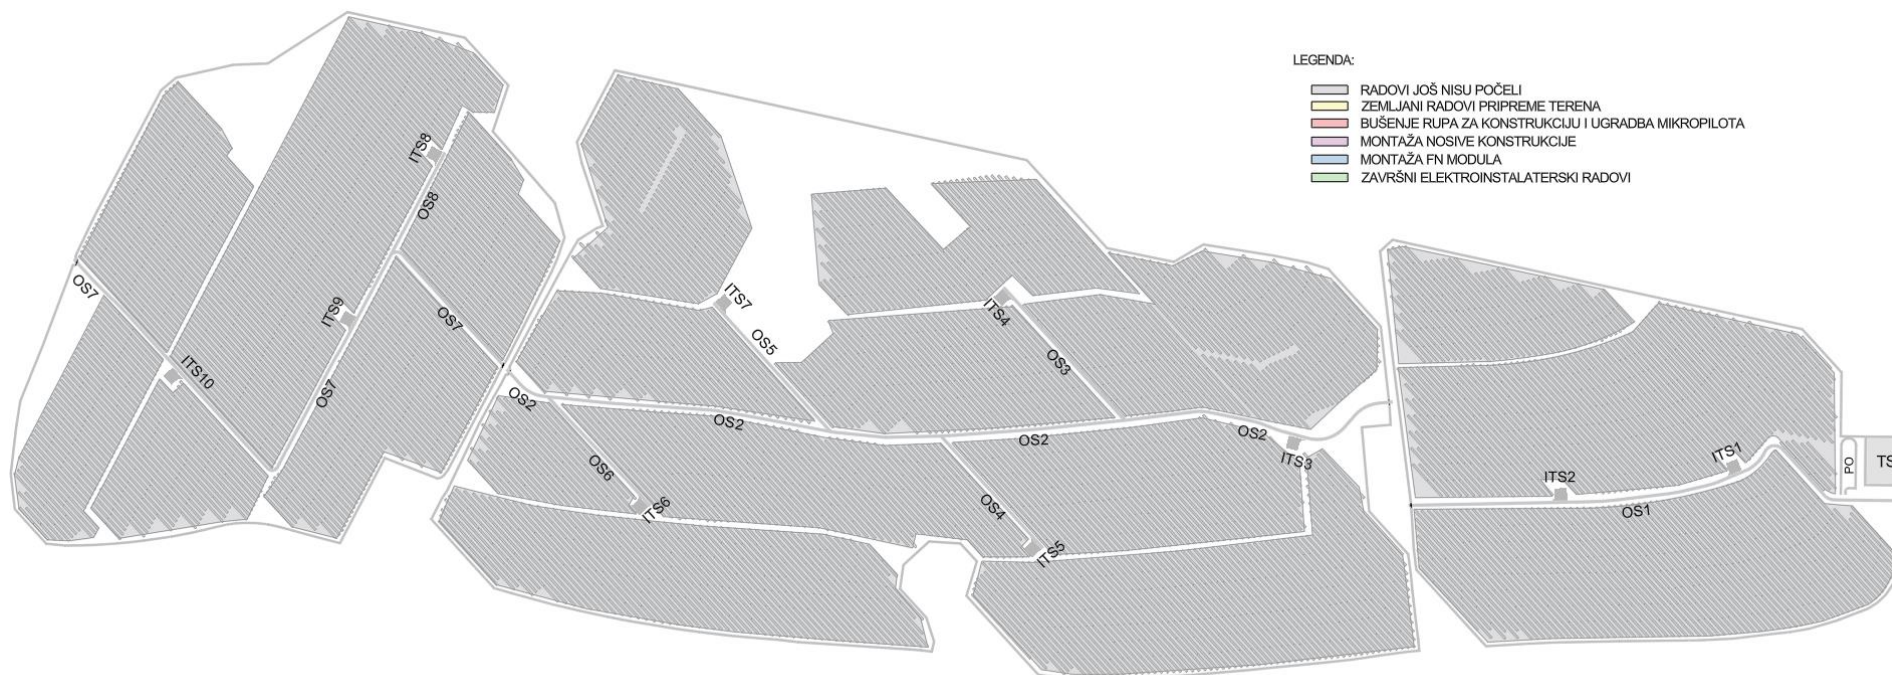 LEGENDA:
RADOVI JOŠ NISU POČELI
ZEMLJANI RADOVI PRIPREME TERENA
BUŠENJE RUPA ZA KONSTRUKCIJU I UGRADBA MIKROPILOTA
MONTAŽA NOSIVE KONSTRUKCIJE
MONTAŽA FN MODULA
ZAVRŠNI ELEKTROINSTALATERSKI RADOVI
ITS8
OS8
OS7
ITS9
OS7
ITS10
OS7
ITS7
OS5
ITS4
OS3
OS2
OS2
OS2
OS2
ITS3
OS6
ITS6
OS4
ITS5
ITS1
ITS2
OS1
PO
TS